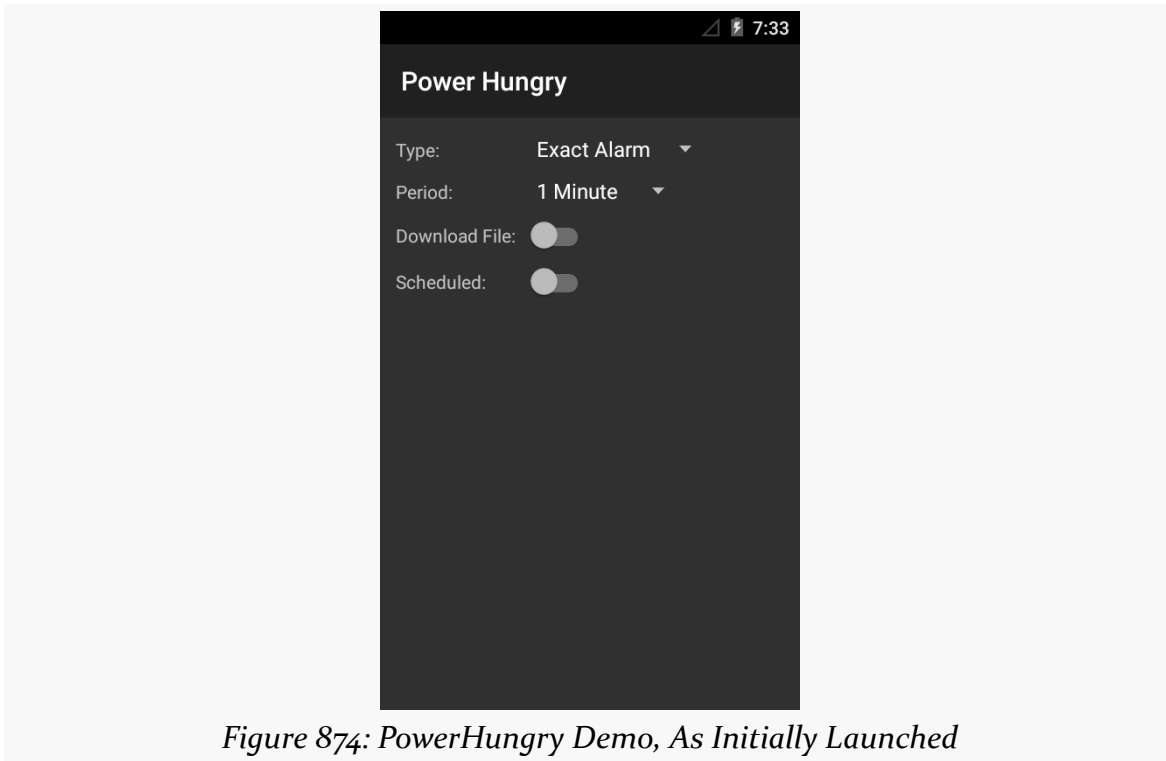 7:33
Power Hungry
Type: Exact Alarm
Period: 1 Minute
Download File:
Scheduled:
Figure 874: PowerHungry Demo, As Initially Launched